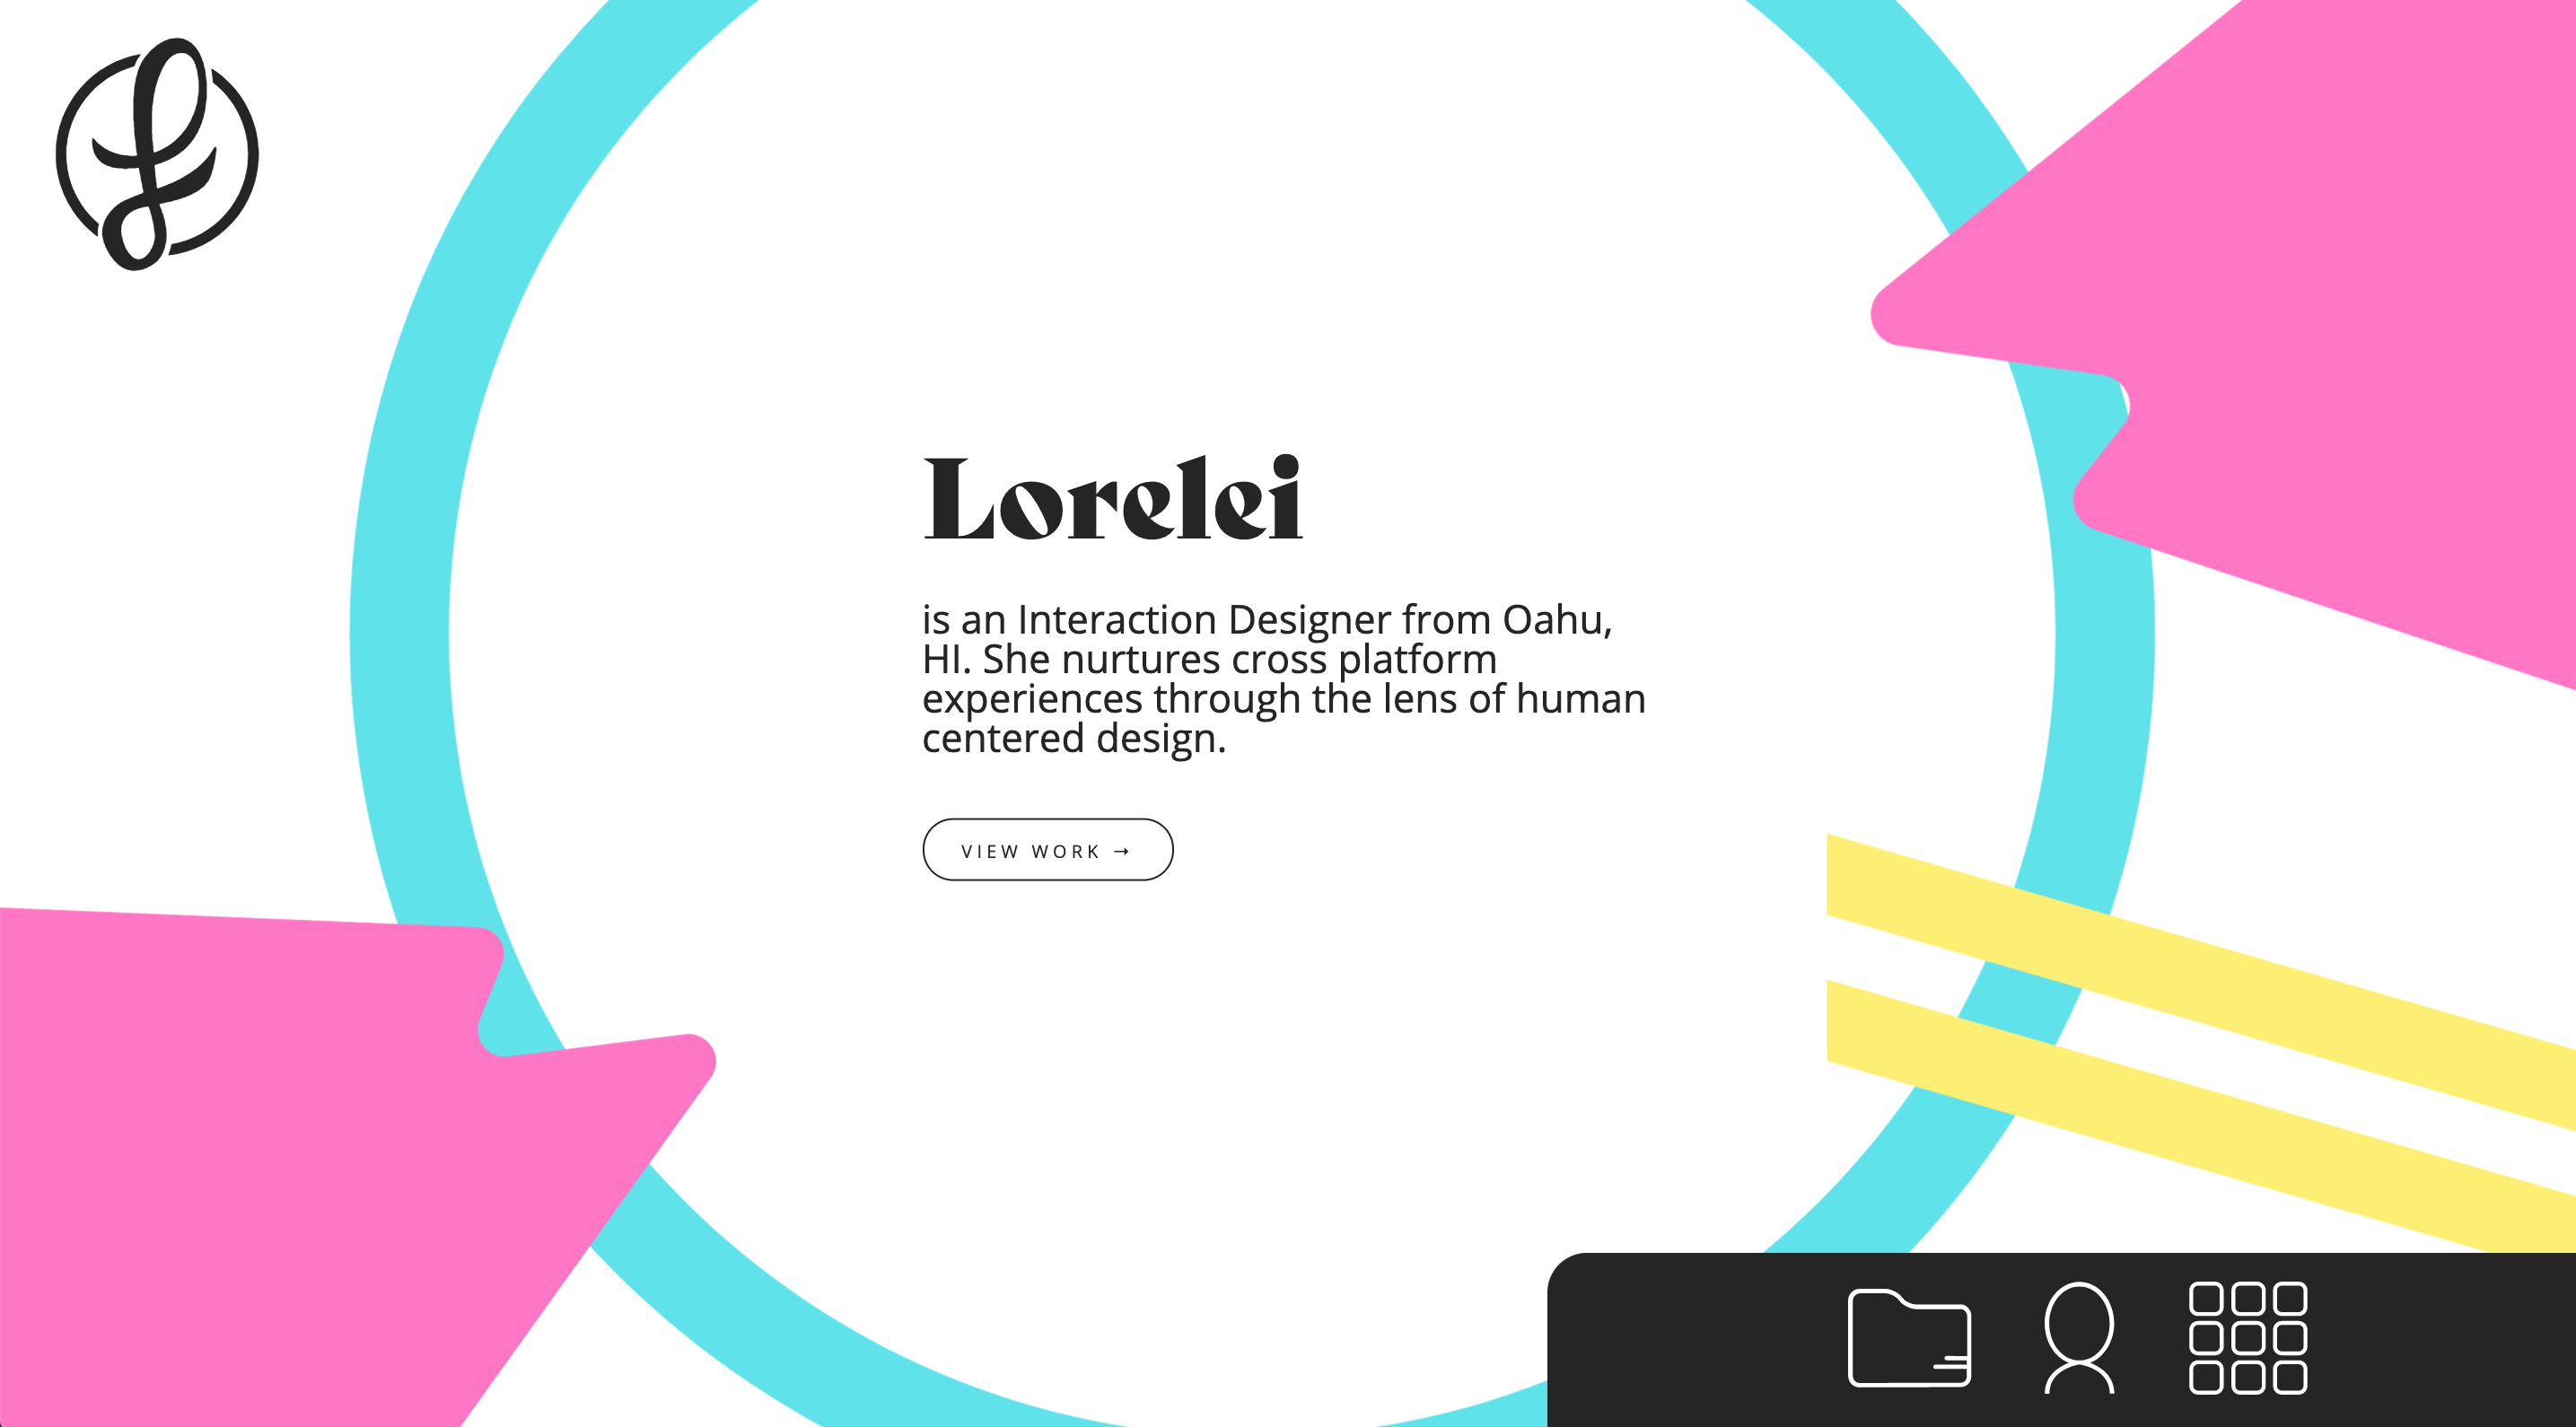 Lorelei
is an Interaction Designer from Oahu,
HI. She nurtures cross platform
experiences through the lens of human
centered design.
VIEW WORK →